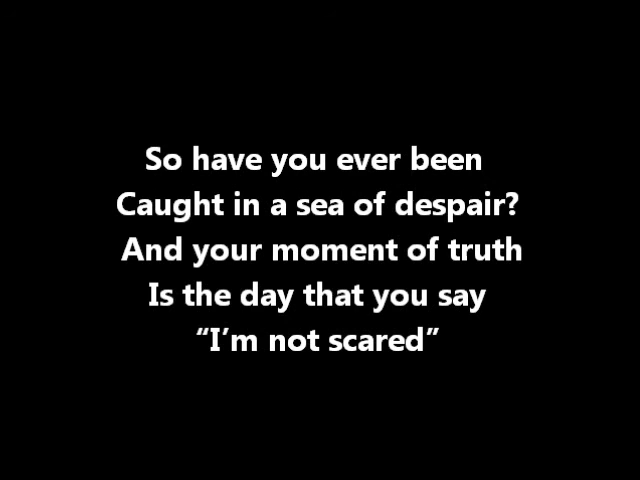 So have you ever been
Caught in a sea of despair?
And your moment of truth
Is the day that you say
“I’m not scared”